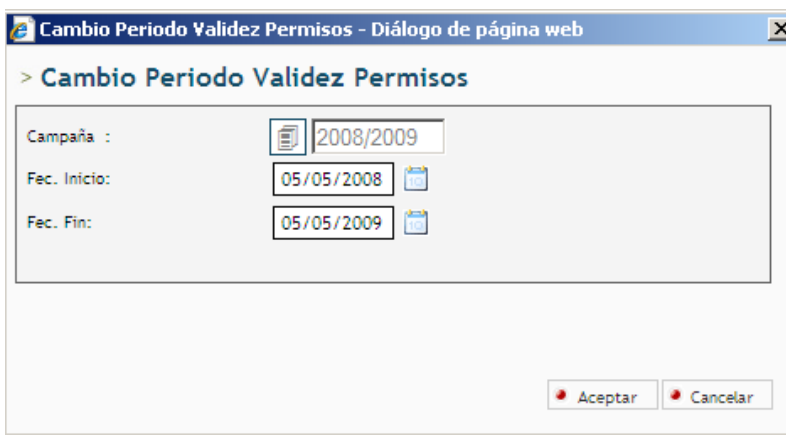 Cambio Periodo Validez Permisos - Diálogo de página web
> Cambio Periodo Validez Permisos
Campaña : 2008/2009
Fec. Inicio: 05/05/2008
Fec. Fin: 05/05/2009
Aceptar Cancelar